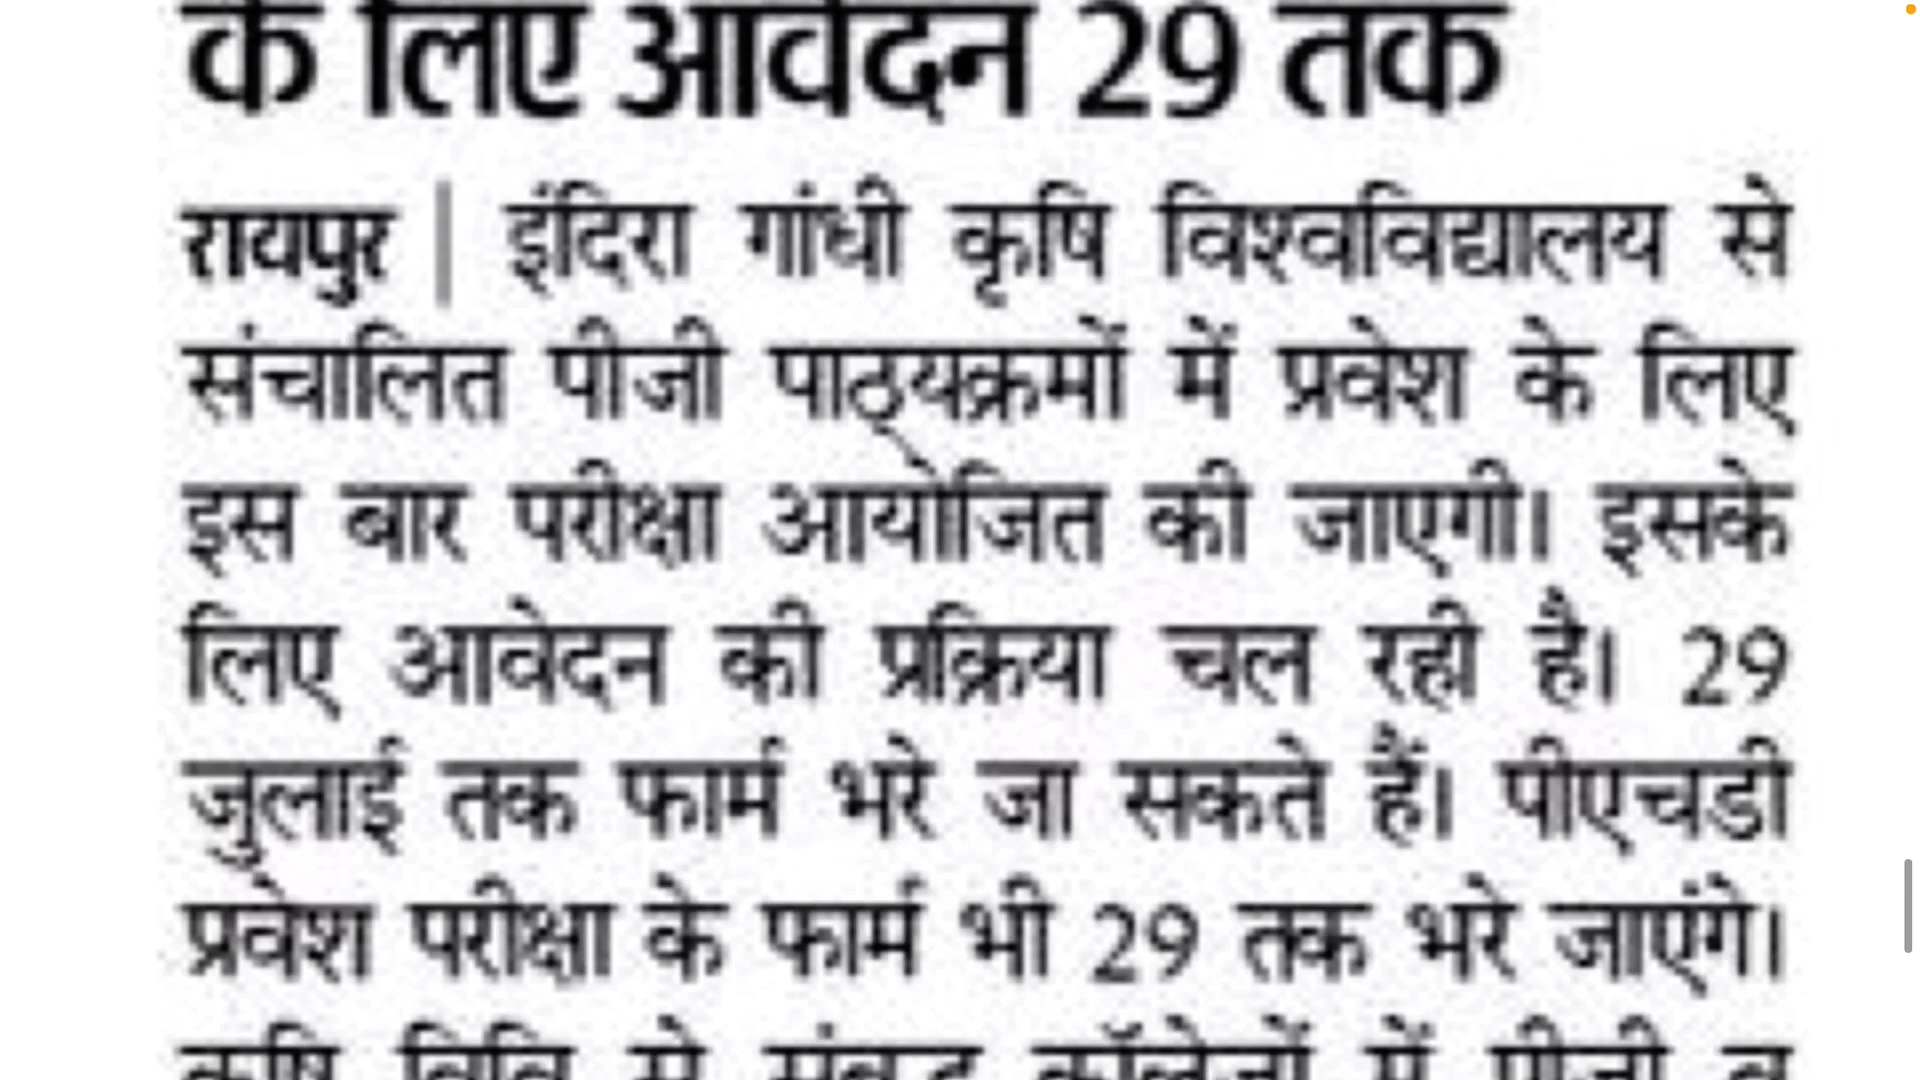 के लिए आवेदन 29 तक
रायपुर | इंदिरा गांधी कृषि विश्वविद्यालय से
संचालित पीजी पाठ्यक्रमों में प्रवेश के लिए
इस बार परीक्षा आयोजित की जाएगी। इसके
लिए आवेदन की प्रक्रिया चल रही है। 29
जुलाई तक फार्म भरे जा सकते हैं। पीएचडी
प्रवेश परीक्षा के फार्म भी 29 तक भरे जाएंगे।
कृषि विवि से संबद्ध कॉलेजों में पीजी व